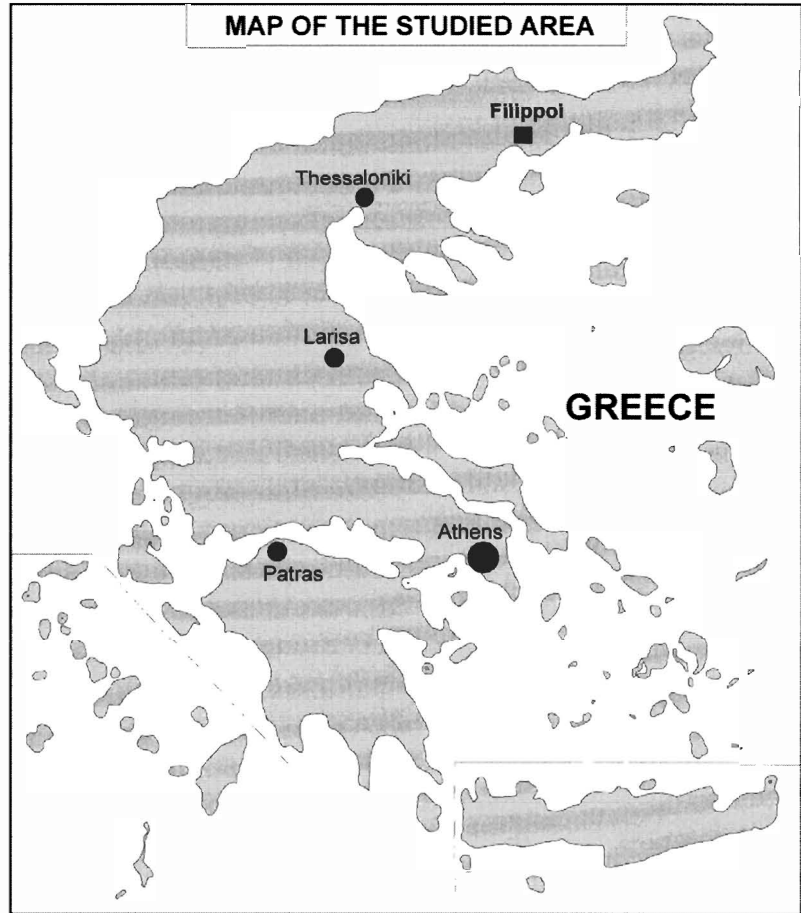 MAP OF THE STUDIED AREA
Filippoi
Thessaloniki
Larisa
GREECE
Athens
Patras